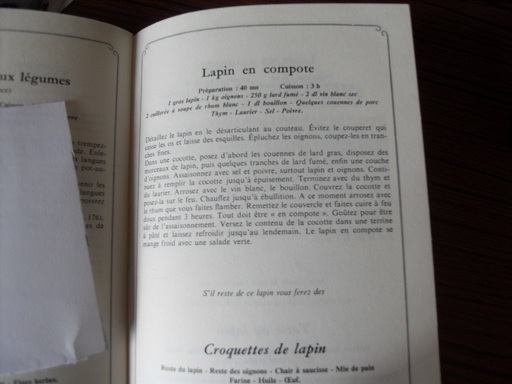 ux légumes
Lapin en compote
Préparation : 40 mn Cuisson : 3 h
1 gros lapin - 1 kg oignons - 250 g lard fumé - 2 dl vin blanc sec
2 cuillerée à soupe de rhum blanc - 1 dl bouillon - Quelques couennes de porc
Thym - Laurier - Sel - Poivre.
Détaillez le lapin en le désarticulant au couteau. Évitez le couperet qui
casse les os et laisse des esquilles. Épluchez les oignons, coupez-les en tran-
ches fines.
Dans une cocotte, posez d'abord les couennes de lard gras, disposez des
morceaux de lapin, puis quelques tranches de lard fumé, enfin une couche
d'oignons. Assaisonnez avec sel et poivre, surtout lapin et oignons. Conti-
nuez à remplir la cocotte jusqu'à épuisement. Terminez avec du thym et
du laurier. Arrosez avec le vin blanc, le bouillon. Couvrez la cocotte et
posez-la sur le feu. Chauffez jusqu'à ébullition. A ce moment arrosez avec
le rhum que vous faites flamber. Remettez le couvercle et faites cuire à feu
doux pendant 3 heures. Tout doit être « en compote ». Goûtez pour être
sûr de l'assaisonnement. Versez le contenu de la cocotte dans une terrine
à pâté et laissez refroidir jusqu'au lendemain. Le lapin en compote se
mange froid avec une salade verte.
S'il reste de ce lapin vous ferez des
Croquettes de lapin
Reste du lapin - Reste des oignons - Chair à saucisse - Mie de pain
Farine - Huile - Œuf.